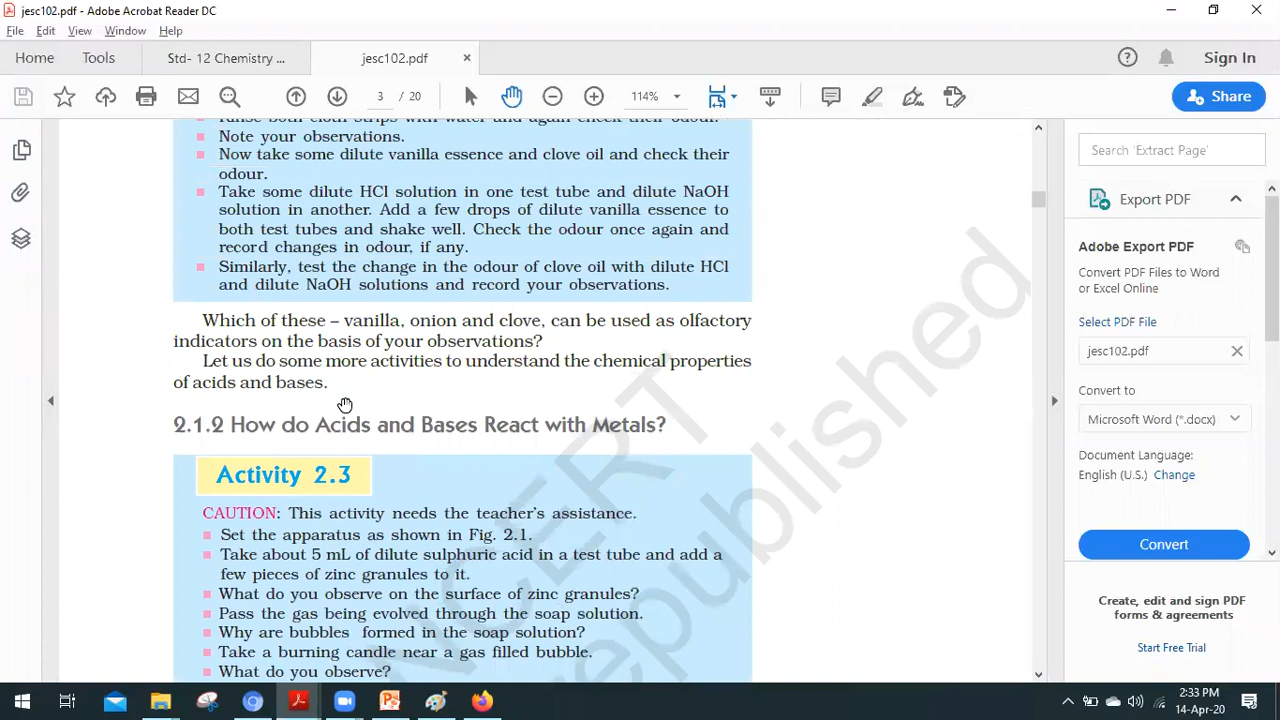 jesc102.pdf - Adobe Acrobat Reader DC
File Edit View Window Help
Home Tools Std- 12 Chemistry ... jesc102.pdf × Sign In
3 / 20 114% Share
Rinse both cloth strips with water and again check their odour.
Note your observations.
Now take some dilute vanilla essence and clove oil and check their
odour.
Take some dilute HCl solution in one test tube and dilute NaOH
solution in another. Add a few drops of dilute vanilla essence to
both test tubes and shake well. Check the odour once again and
record changes in odour, if any.
Similarly, test the change in the odour of clove oil with dilute HCl
and dilute NaOH solutions and record your observations.
Which of these – vanilla, onion and clove, can be used as olfactory
indicators on the basis of your observations?
Let us do some more activities to understand the chemical properties
of acids and bases.
2.1.2 How do Acids and Bases React with Metals?
Activity 2.3
CAUTION: This activity needs the teacher's assistance.
Set the apparatus as shown in Fig. 2.1.
Take about 5 mL of dilute sulphuric acid in a test tube and add a
few pieces of zinc granules to it.
What do you observe on the surface of zinc granules?
Pass the gas being evolved through the soap solution.
Why are bubbles formed in the soap solution?
Take a burning candle near a gas filled bubble.
What do you observe?
NCERT
republished
Search 'Extract Page'
Export PDF
Adobe Export PDF
Convert PDF Files to Word
or Excel Online
Select PDF File
jesc102.pdf
Convert to
Microsoft Word (*.docx)
Document Language:
English (U.S.) Change
Convert
Create, edit and sign PDF
forms & agreements
Start Free Trial
2:33 PM
14-Apr-20